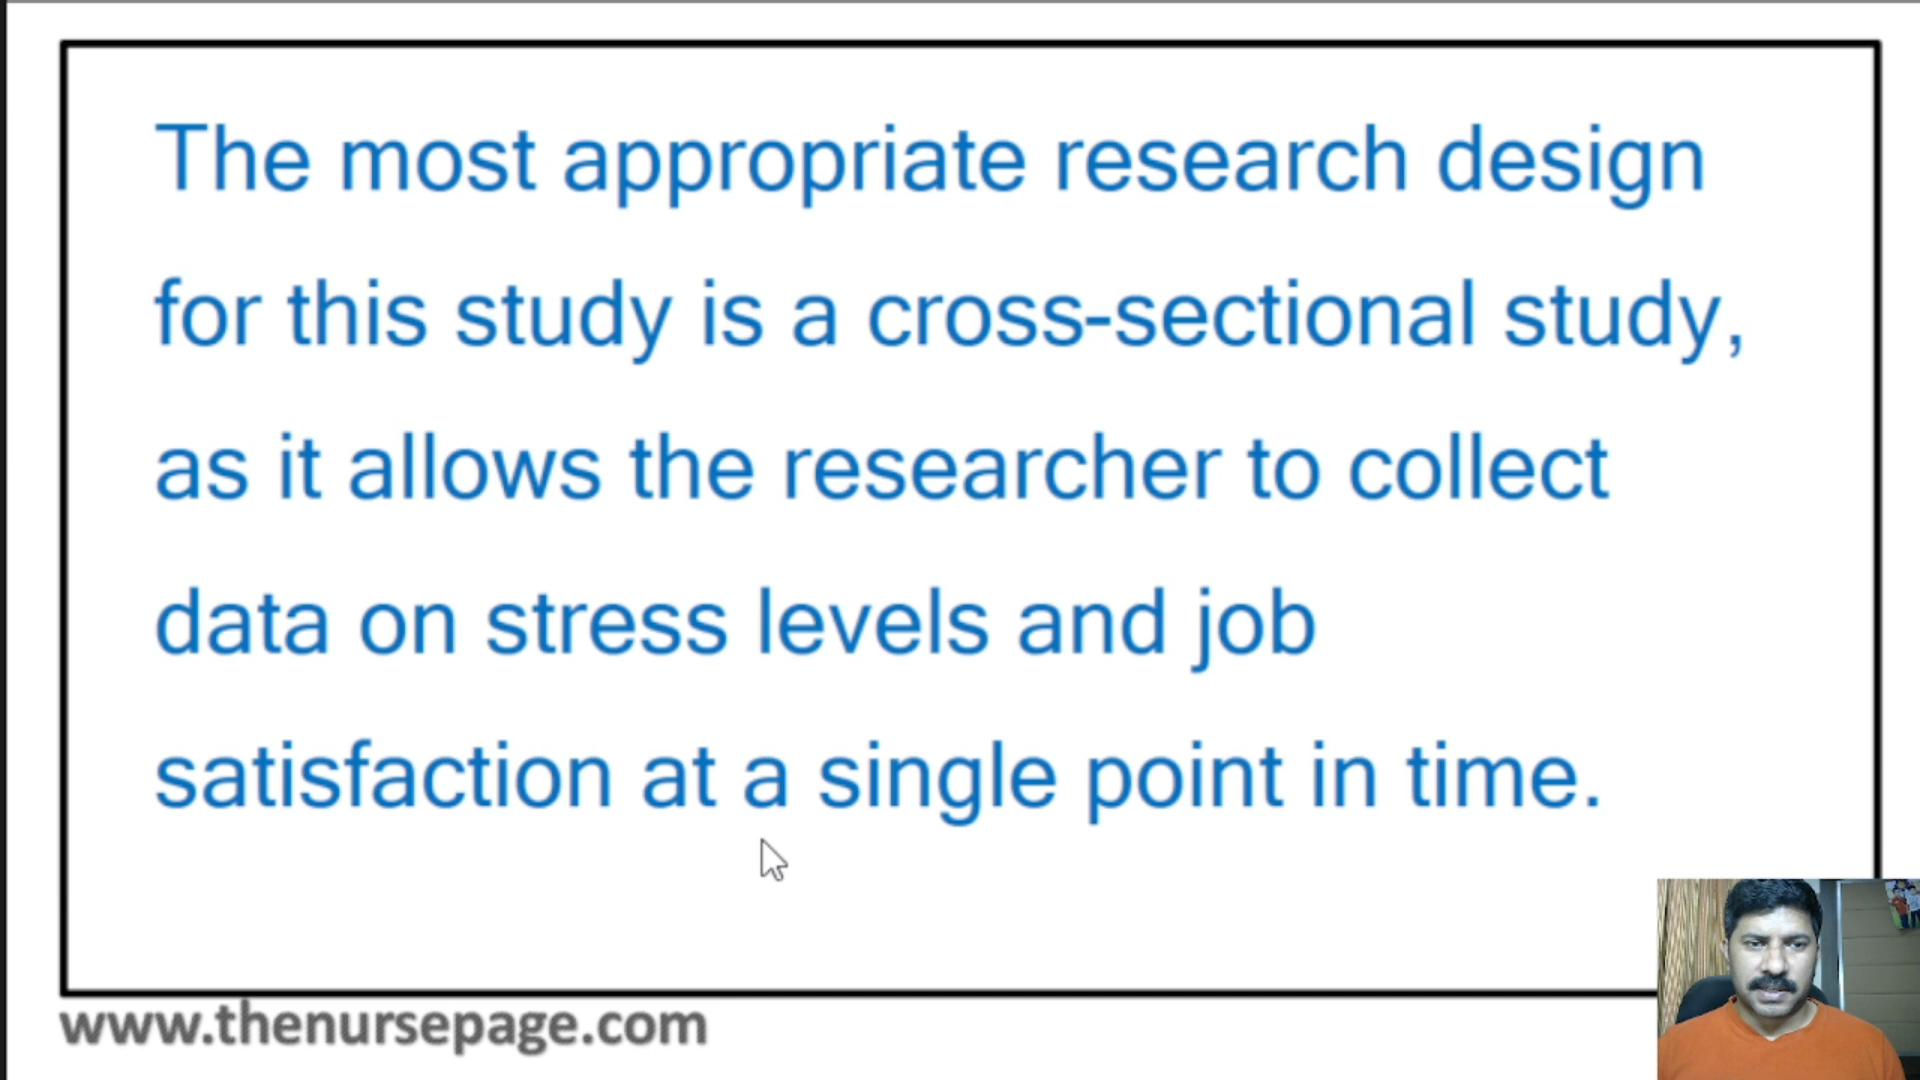 The most appropriate research design
for this study is a cross-sectional study,
as it allows the researcher to collect
data on stress levels and job
satisfaction at a single point in time.
www.thenursepage.com